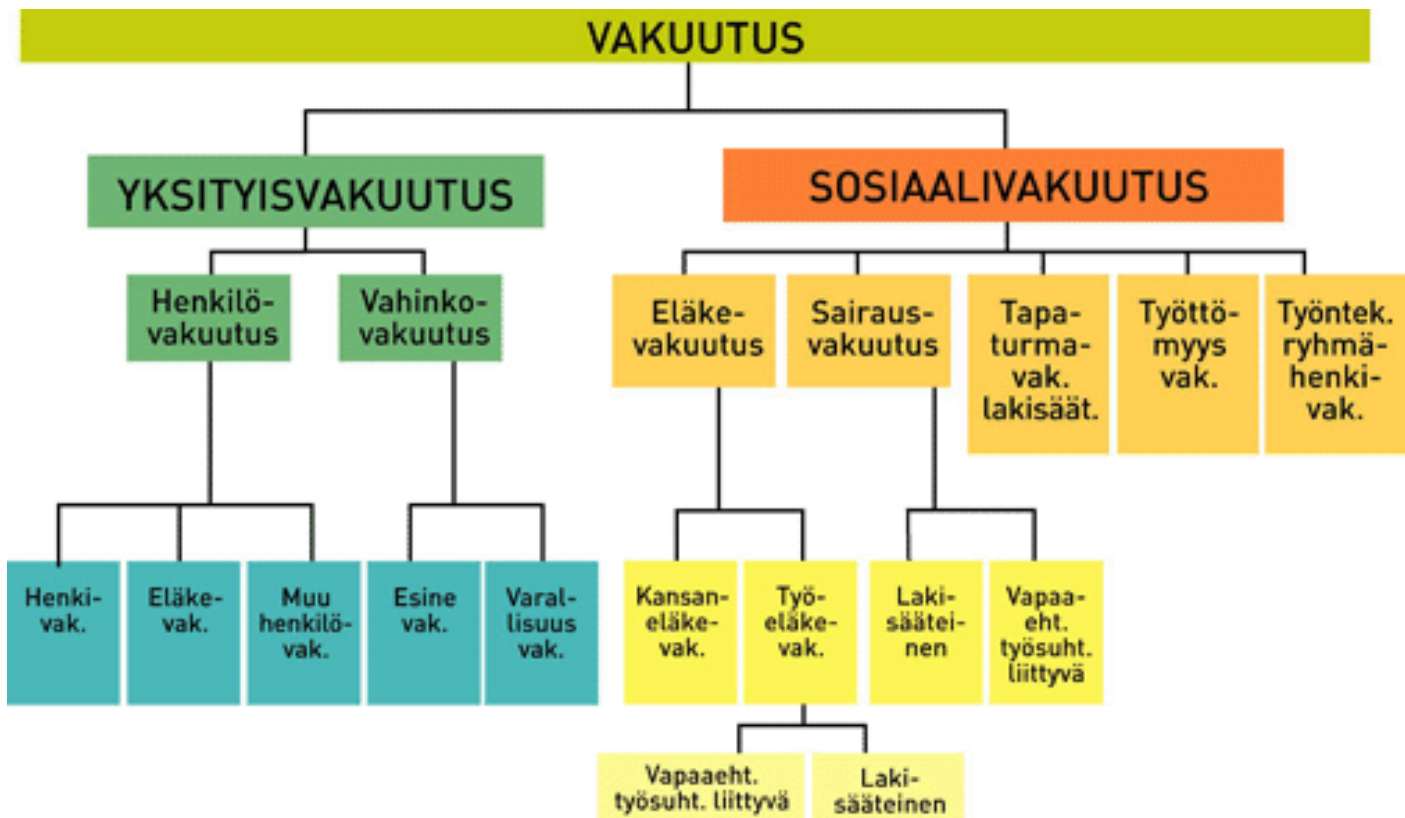 VAKUUTUS
YKSITYISVAKUUTUS
SOSIAALIVAKUUTUS
Henkilö-
vakuutus
Vahinko-
vakuutus
Eläke-
vakuutus
Sairaus-
vakuutus
Tapa-
turma-
vak.
lakisäät.
Työttö-
myys
vak.
Työntek.
ryhmä-
henki-
vak.
Henki-
vak.
Eläke-
vak.
Muu
henkilö-
vak.
Esine
vak.
Varal-
lisuus
vak.
Kansan-
eläke-
vak.
Työ-
eläke-
vak.
Laki-
säätei-
nen
Vapaa-
eht.
työsuht.
liittyvä
Vapaaeht.
työsuht. liittyvä
Laki-
sääteinen